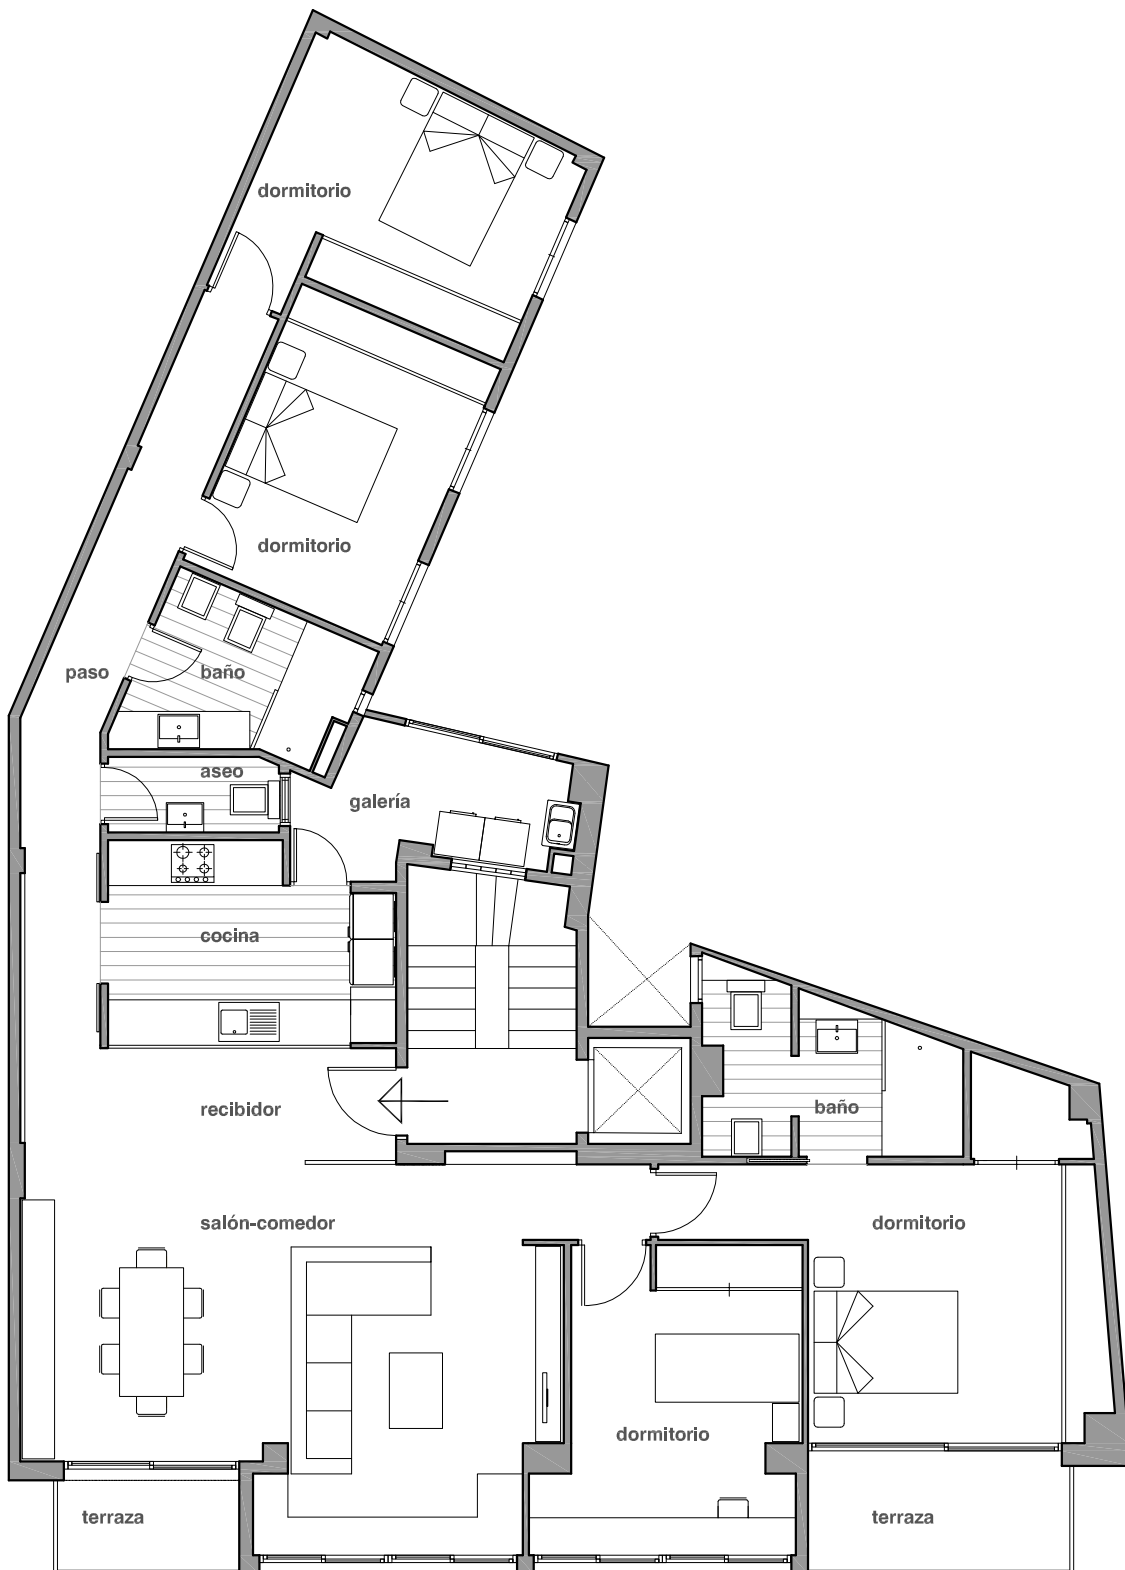 dormitorio
dormitorio
paso
baño
aseo
galería
cocina
recibidor
baño
salón-comedor
dormitorio
dormitorio
terraza
terraza